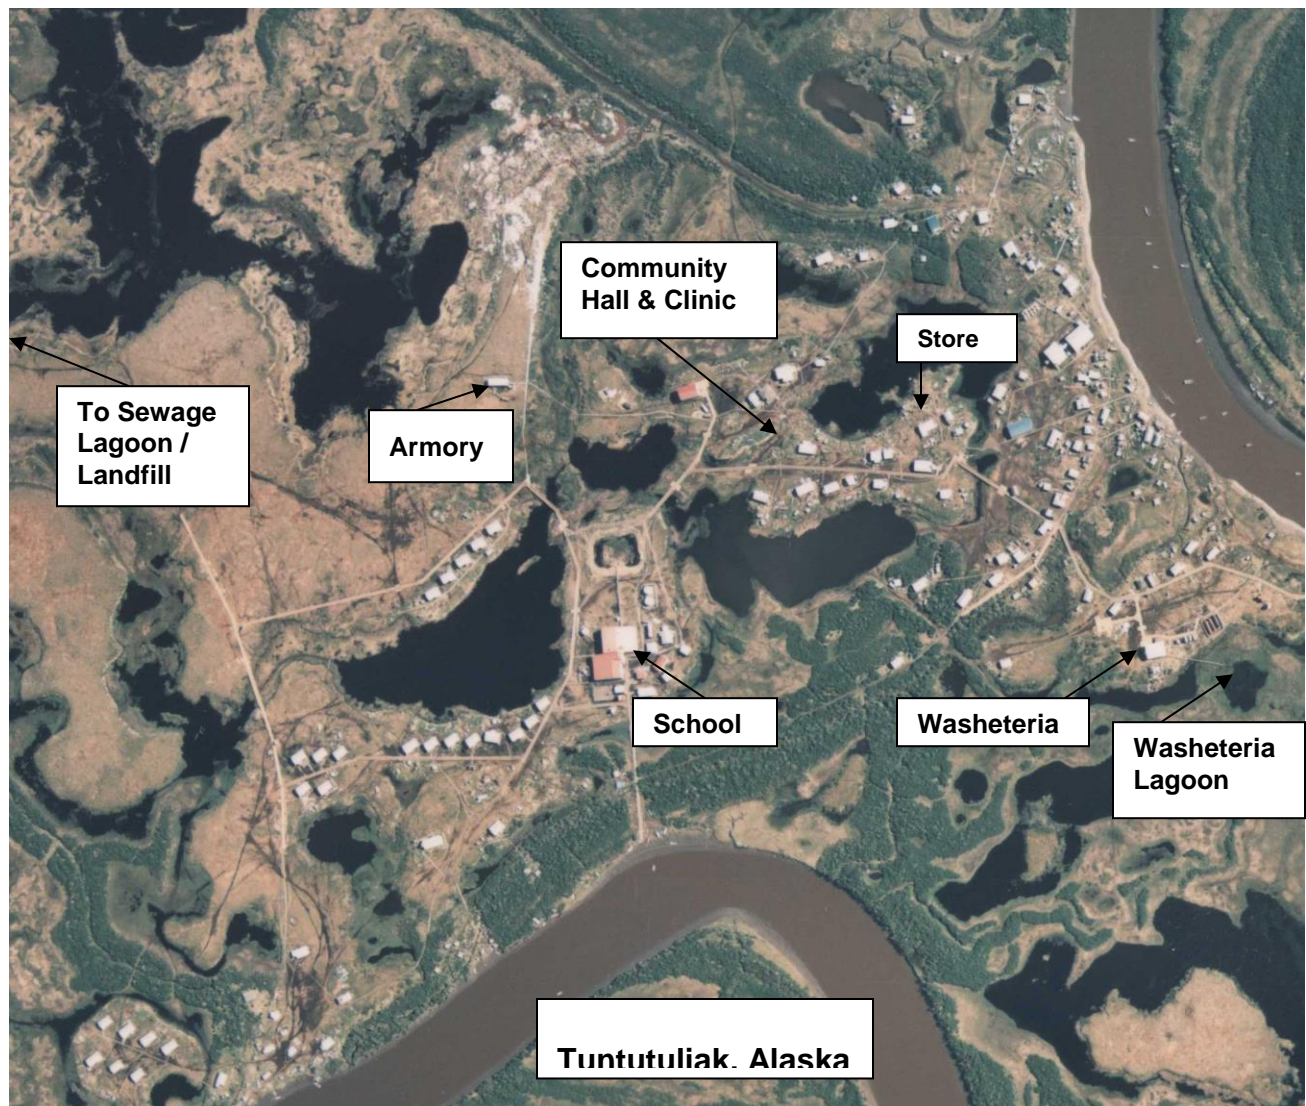 Community
Hall & Clinic
Store
To Sewage
Lagoon /
Landfill
Armory
School
Washeteria
Washeteria
Lagoon
Tuntutuliak, Alaska